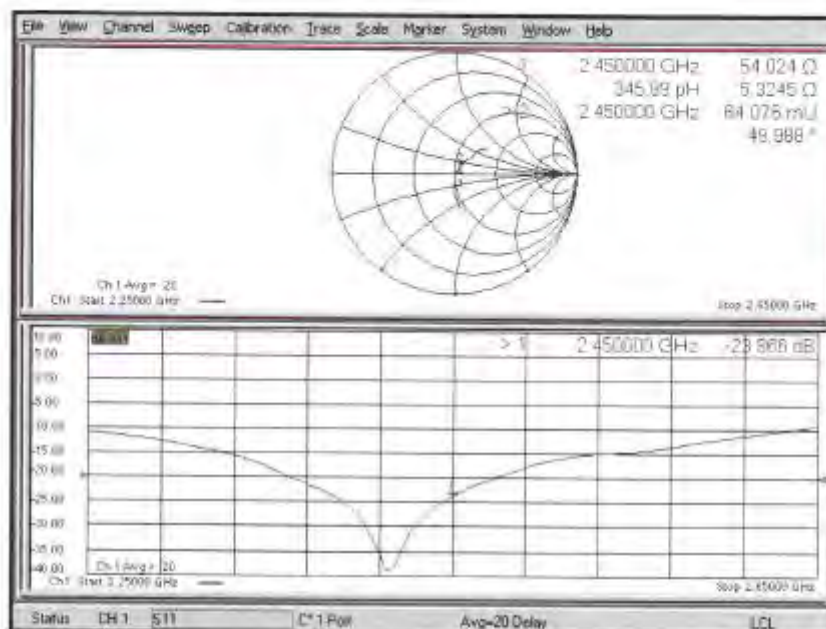 File View Channel Sweep Calibration Trace Scale Marker System Window Help
2.450000 GHz 54.024 Ω
345.89 pH 5.3245 Ω
2.450000 GHz 64.076 mU
49.988 °
Ch 1 Avg = 20
Ch1 Start 2.25000 GHz
Stop 2.65000 GHz
10.00
5.00
0.00
-5.00
-10.00
-15.00
-20.00
-25.00
-30.00
-35.00
-40.00
> 1 2.450000 GHz -23.866 dB
Ch 1 Avg = 20
Ch1 Start 2.25000 GHz
Stop 2.65000 GHz
Status CH 1 S11 C* 1 Port Avg=20 Delay LCL